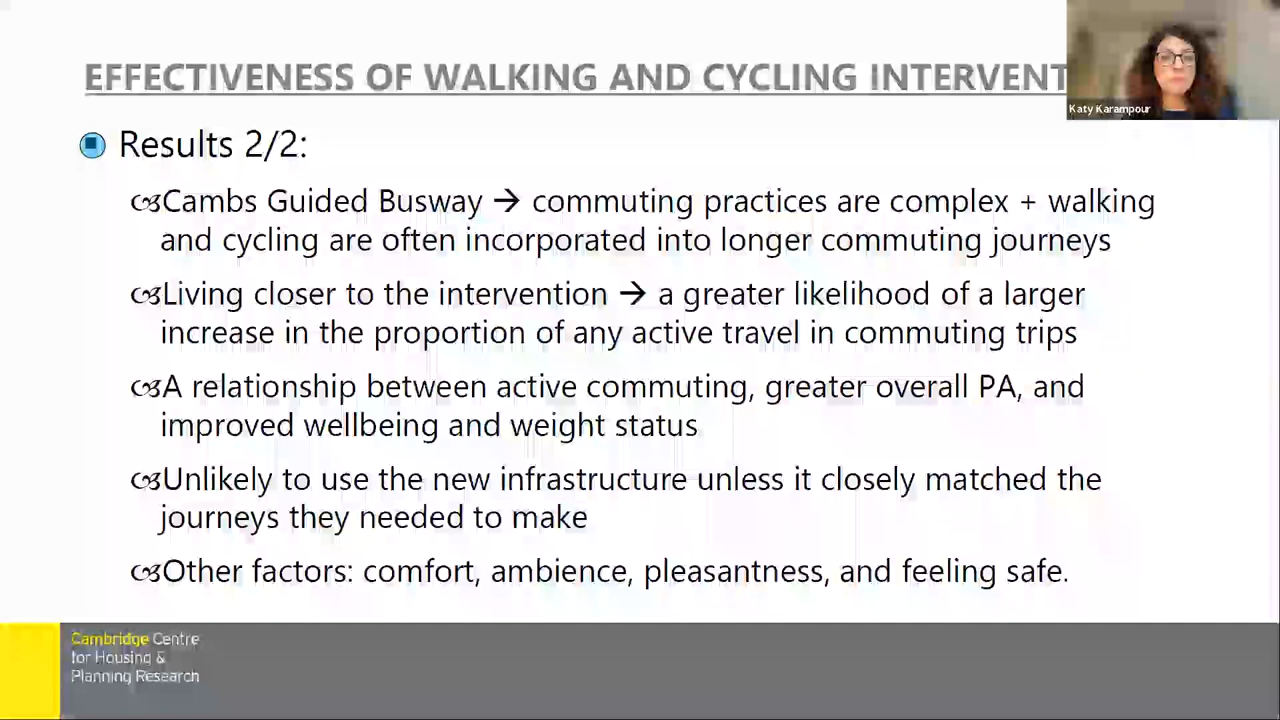 EFFECTIVENESS OF WALKING AND CYCLING INTERVENT
Katy Karampour
Results 2/2:
Cambs Guided Busway → commuting practices are complex + walking
and cycling are often incorporated into longer commuting journeys
Living closer to the intervention → a greater likelihood of a larger
increase in the proportion of any active travel in commuting trips
A relationship between active commuting, greater overall PA, and
improved wellbeing and weight status
Unlikely to use the new infrastructure unless it closely matched the
journeys they needed to make
Other factors: comfort, ambience, pleasantness, and feeling safe.
Cambridge Centre
for Housing &
Planning Research